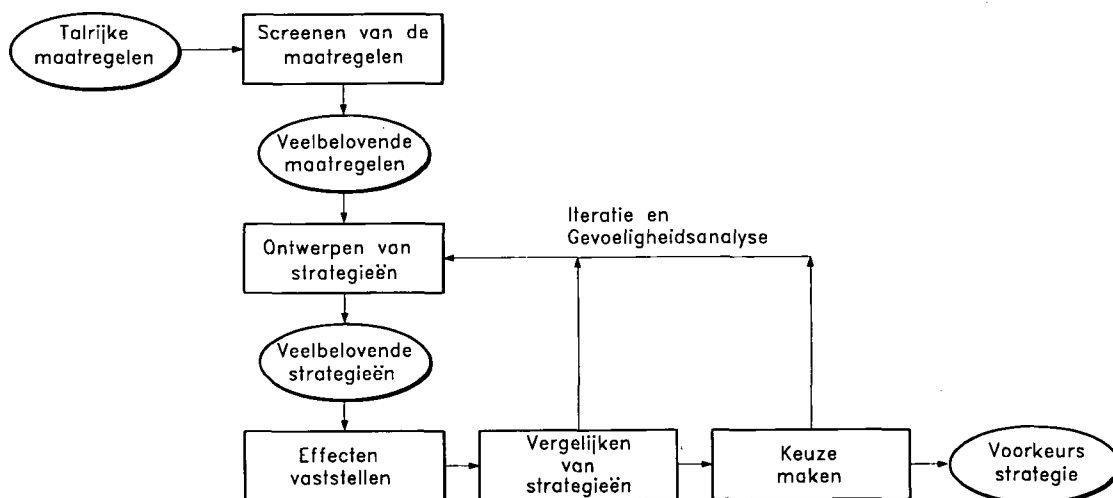 Talrijke
maatregelen
Screenen van de
maatregelen
Veelbelovende
maatregelen
Iteratie en
Gevoeligheidsanalyse
Ontwerpen van
strategieën
Veelbelovende
strategieën
Effecten
vaststellen
Vergelijken
van
strategieën
Keuze
maken
Voorkeurs
strategie